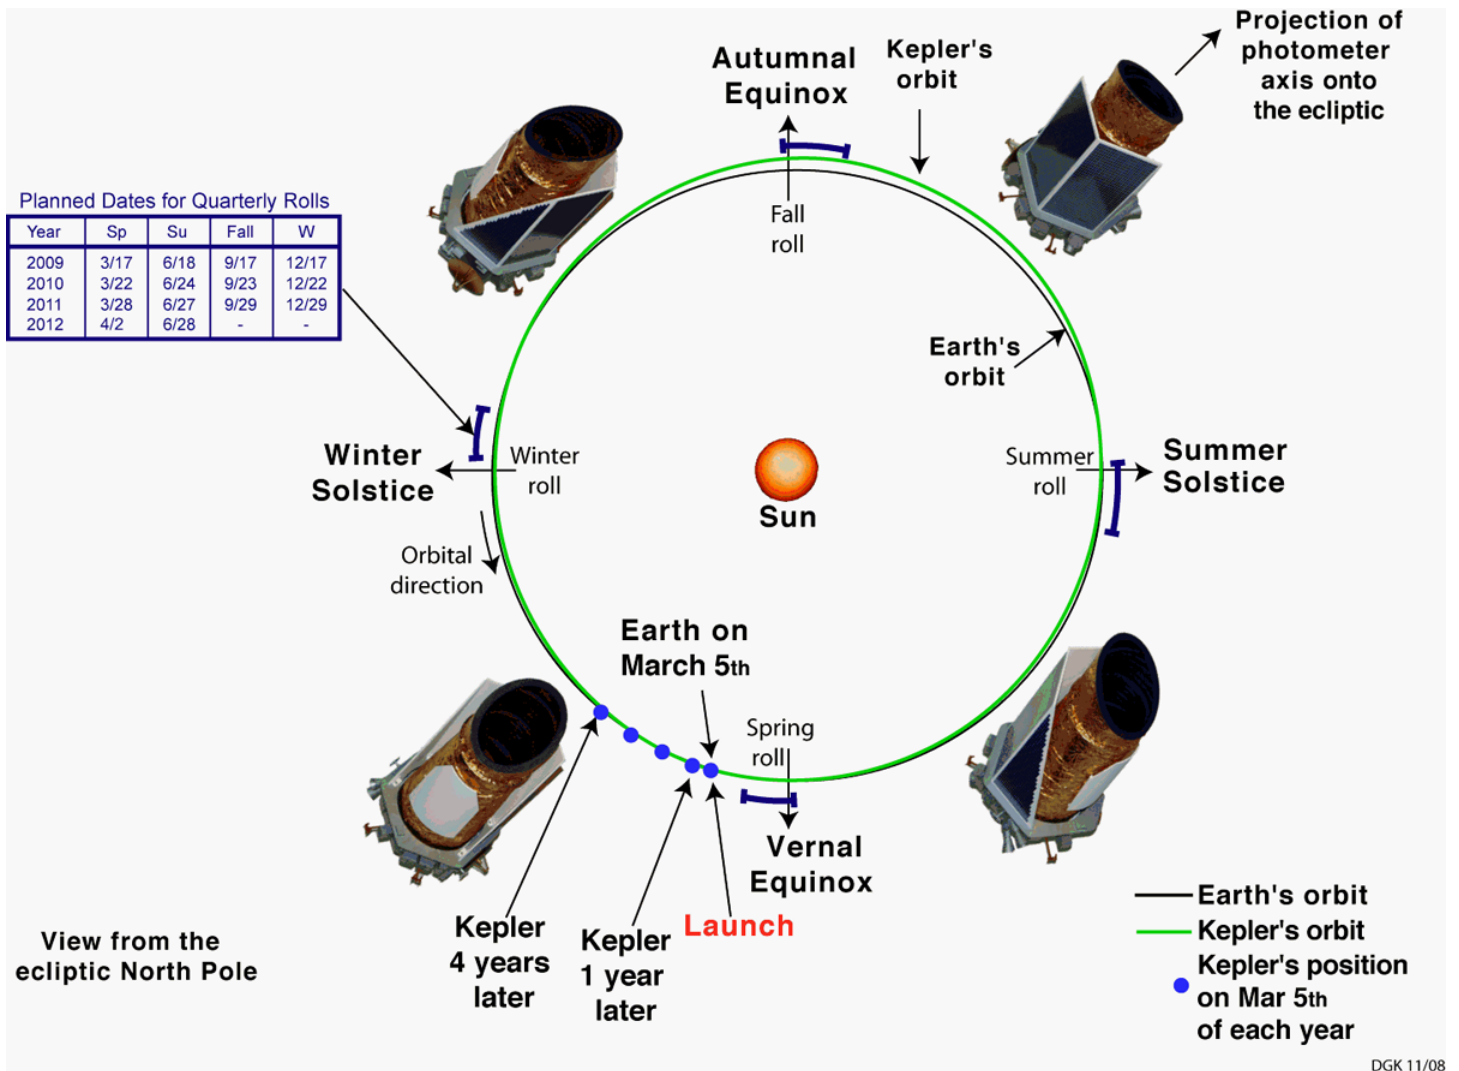 Projection of
photometer
axis onto
the ecliptic
Autumnal
Equinox
Kepler's
orbit
Planned Dates for Quarterly Rolls
Year Sp Su Fall W
2009 3/17 6/18 9/17 12/17
2010 3/22 6/24 9/23 12/22
2011 3/28 6/27 9/29 12/29
2012 4/2 6/28 - -
Fall
roll
Earth's
orbit
Winter
Solstice
Winter
roll
Sun
Summer
roll
Summer
Solstice
Orbital
direction
Earth on
March 5th
Spring
roll
Vernal
Equinox
Launch
Kepler
4 years
later
Kepler
1 year
later
View from the
ecliptic North Pole
Earth's orbit
Kepler's orbit
Kepler's position
on Mar 5th
of each year
DGK 11/08